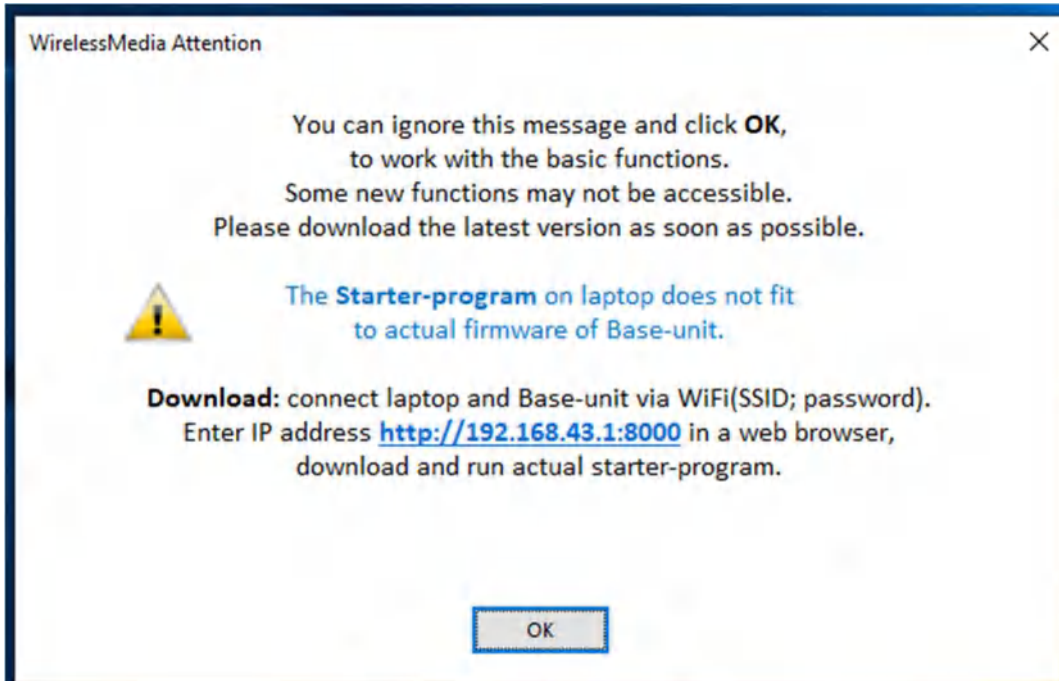 WirelessMedia Attention
You can ignore this message and click OK,
to work with the basic functions.
Some new functions may not be accessible.
Please download the latest version as soon as possible.
The Starter-program on laptop does not fit
to actual firmware of Base-unit.
Download: connect laptop and Base-unit via WiFi(SSID; password).
Enter IP address http://192.168.43.1:8000 in a web browser,
download and run actual starter-program.
OK